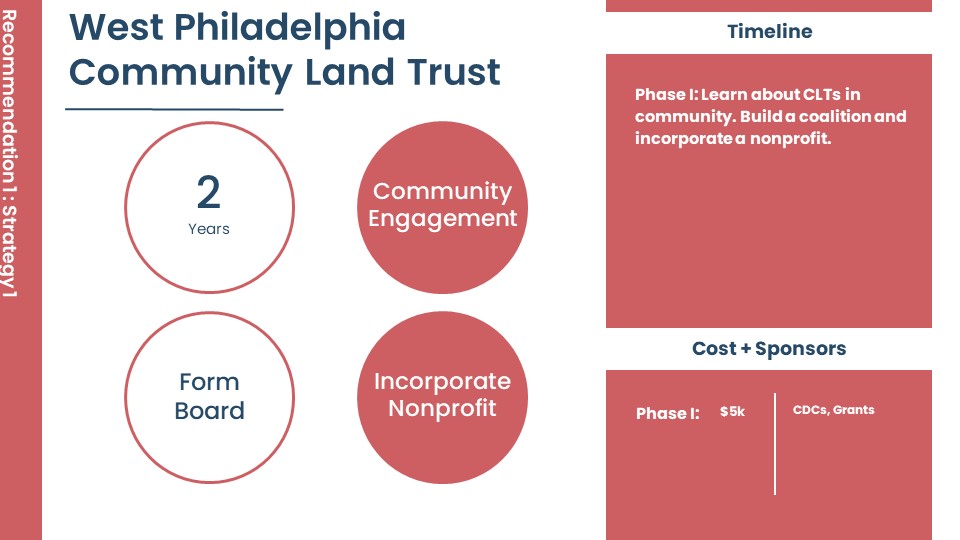 Recommendation 1: Strategy 1
West Philadelphia
Community Land Trust
2
Years
Community
Engagement
Form
Board
Incorporate
Nonprofit
Timeline
Phase I: Learn about CLTs in
community. Build a coalition and
incorporate a nonprofit.
Cost + Sponsors
Phase I: $5k CDCs, Grants